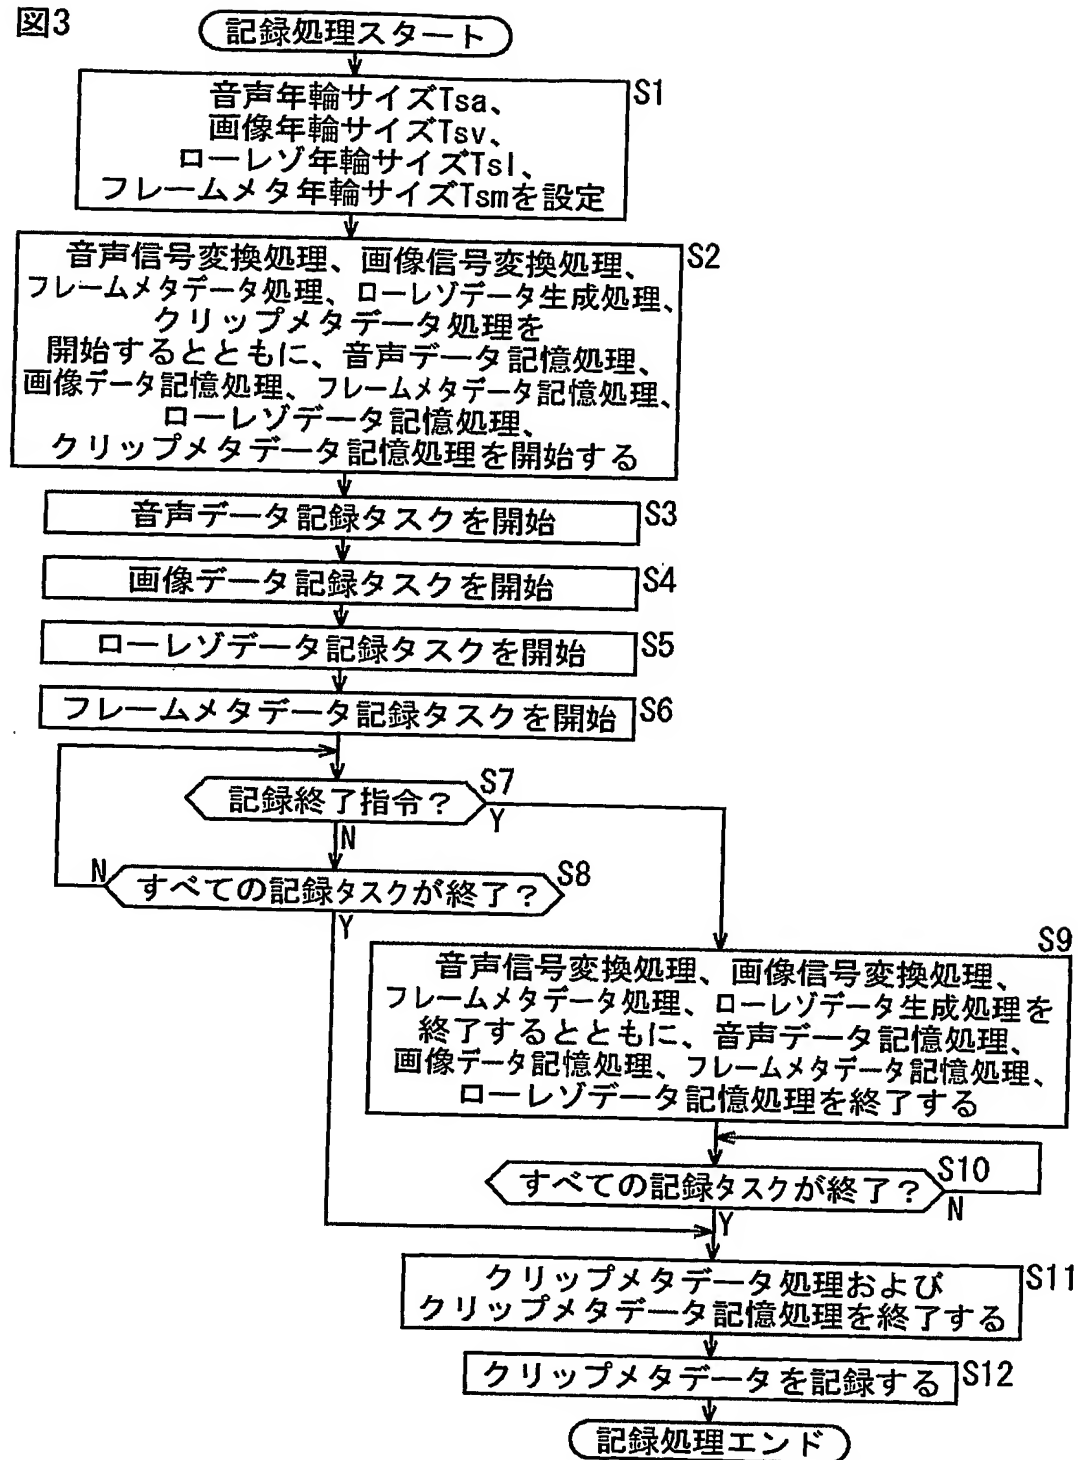 図3
記録処理スタート
S1
音声年輪サイズTsa、
画像年輪サイズTsv、
ローレゾ年輪サイズTsl、
フレームメタ年輪サイズTsmを設定
S2
音声信号変換処理、画像信号変換処理、
フレームメタデータ処理、ローレゾデータ生成処理、
クリップメタデータ処理を
開始するとともに、音声データ記憶処理、
画像データ記憶処理、フレームメタデータ記憶処理、
ローレゾデータ記憶処理、
クリップメタデータ記憶処理を開始する
音声データ記録タスクを開始 S3
画像データ記録タスクを開始 S4
ローレゾデータ記録タスクを開始 S5
フレームメタデータ記録タスクを開始 S6
記録終了指令？ S7
Y
N
N すべての記録タスクが終了？ S8
Y
S9
音声信号変換処理、画像信号変換処理、
フレームメタデータ処理、ローレゾデータ生成処理を
終了するとともに、音声データ記憶処理、
画像データ記憶処理、フレームメタデータ記憶処理、
ローレゾデータ記憶処理を終了する
すべての記録タスクが終了？ S10
N
Y
S11
クリップメタデータ処理および
クリップメタデータ記憶処理を終了する
クリップメタデータを記録する S12
記録処理エンド